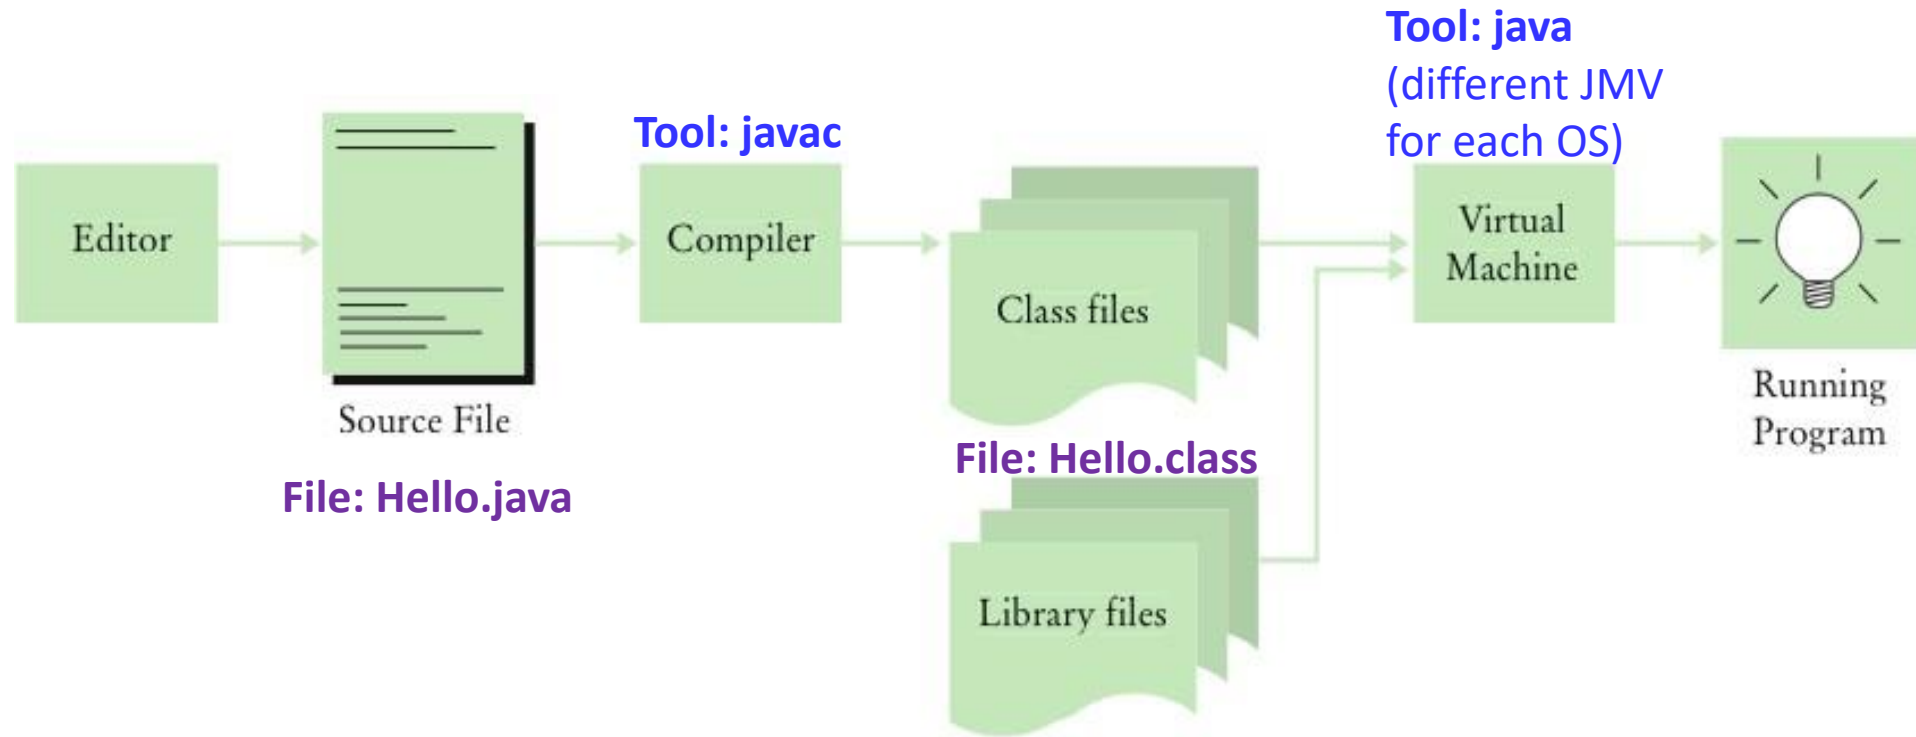 Tool: java
(different JMV
for each OS)
Tool: javac
Editor
Source File
File: Hello.java
Compiler
Class files
File: Hello.class
Library files
Virtual
Machine
Running
Program